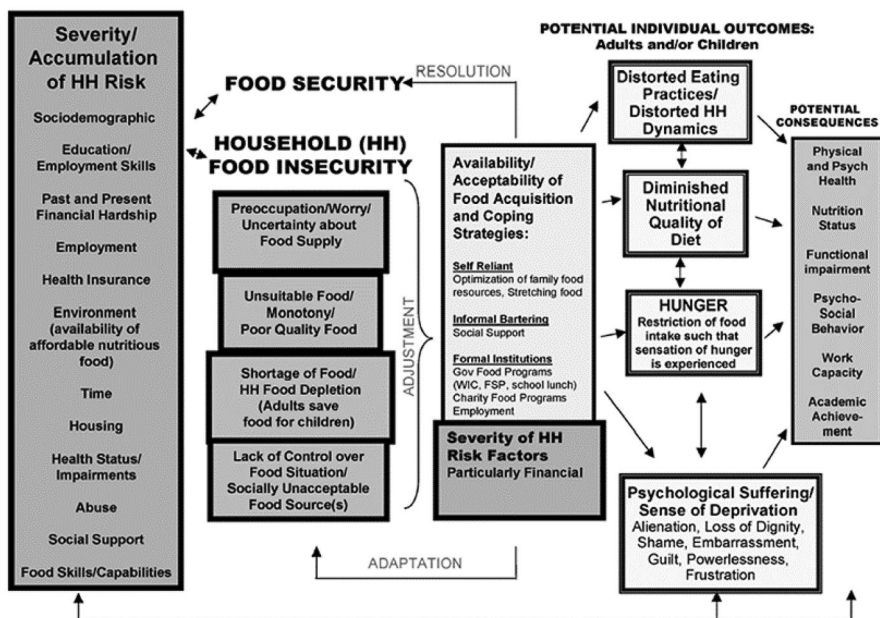 Severity/
Accumulation
of HH Risk
Sociodemographic
Education/
Employment Skills
Past and Present
Financial Hardship
Employment
Health Insurance
Environment
(availability of
affordable nutritious
food)
Time
Housing
Health Status/
Impairments
Abuse
Social Support
Food Skills/Capabilities
FOOD SECURITY
RESOLUTION
HOUSEHOLD (HH)
FOOD INSECURITY
Preoccupation/Worry/
Uncertainty about
Food Supply
Unsuitable Food/
Monotony/
Poor Quality Food
Shortage of Food/
HH Food Depletion
(Adults save
food for children)
Lack of Control over
Food Situation/
Socially Unacceptable
Food Source(s)
ADJUSTMENT
ADAPTATION
Availability/
Acceptability of
Food Acquisition
and Coping
Strategies:
Self Reliant
Optimization of family food
resources, Stretching food
Informal Bartering
Social Support
Formal Institutions
Gov Food Programs
(WIC, FSP, school lunch)
Charity Food Programs
Employment
Severity of HH
Risk Factors
Particularly Financial
POTENTIAL INDIVIDUAL OUTCOMES:
Adults and/or Children
Distorted Eating
Practices/
Distorted HH
Dynamics
Diminished
Nutritional
Quality of
Diet
HUNGER
Restriction of food
intake such that
sensation of hunger
is experienced
Psychological Suffering/
Sense of Deprivation
Alienation, Loss of Dignity,
Shame, Embarrassment,
Guilt, Powerlessness,
Frustration
POTENTIAL
CONSEQUENCES
Physical
and Psych
Health
Nutrition
Status
Functional
impairment
Psycho-
Social
Behavior
Work
Capacity
Academic
Achieve-
ment